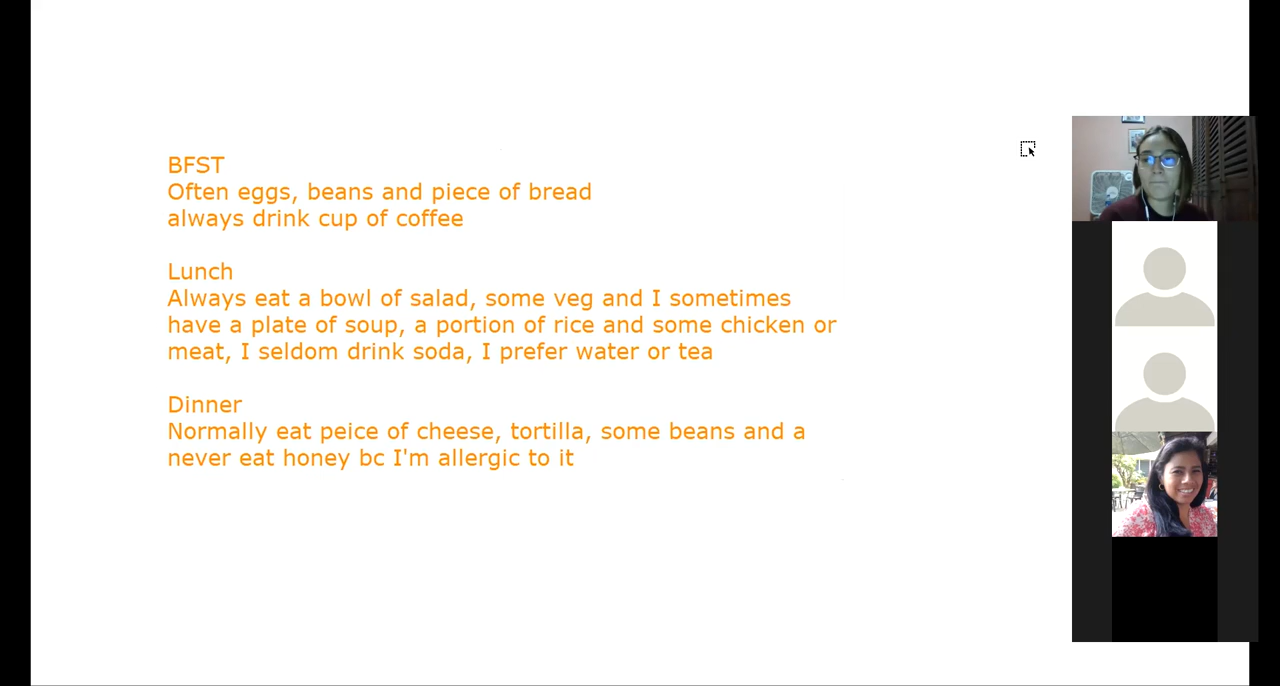 BFST
Often eggs, beans and piece of bread
always drink cup of coffee
Lunch
Always eat a bowl of salad, some veg and I sometimes
have a plate of soup, a portion of rice and some chicken or
meat, I seldom drink soda, I prefer water or tea
Dinner
Normally eat peice of cheese, tortilla, some beans and a
never eat honey bc I'm allergic to it